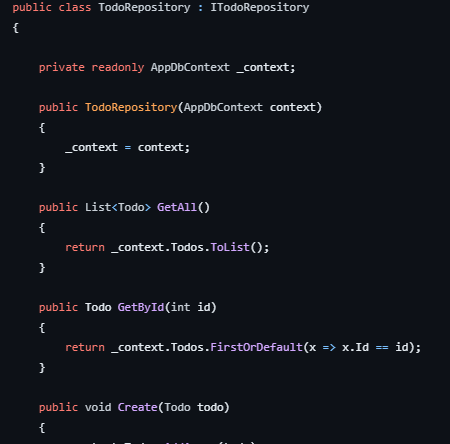 public class TodoRepository : ITodoRepository
{
private readonly AppDbContext _context;
public TodoRepository(AppDbContext context)
{
_context = context;
}
public List<Todo> GetAll()
{
return _context.Todos.ToList();
}
public Todo GetById(int id)
{
return _context.Todos.FirstOrDefault(x => x.Id == id);
}
public void Create(Todo todo)
{